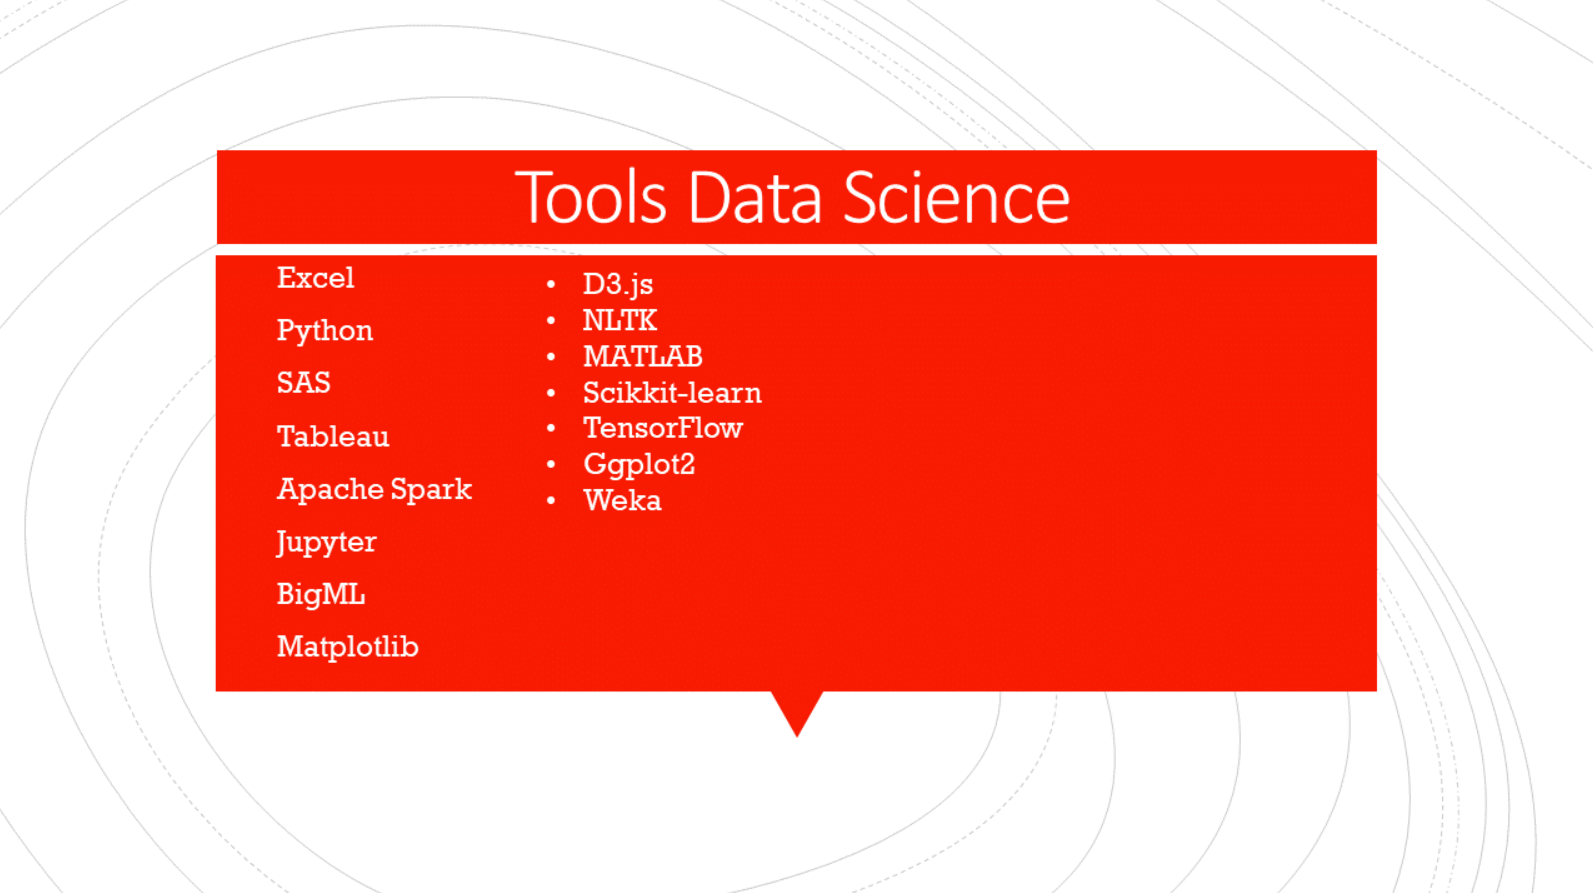 Tools Data Science
Excel
Python
SAS
Tableau
Apache Spark
Jupyter
BigML
Matplotlib
• D3.js
• NLTK
• MATLAB
• Scikkit-learn
• TensorFlow
• Ggplot2
• Weka